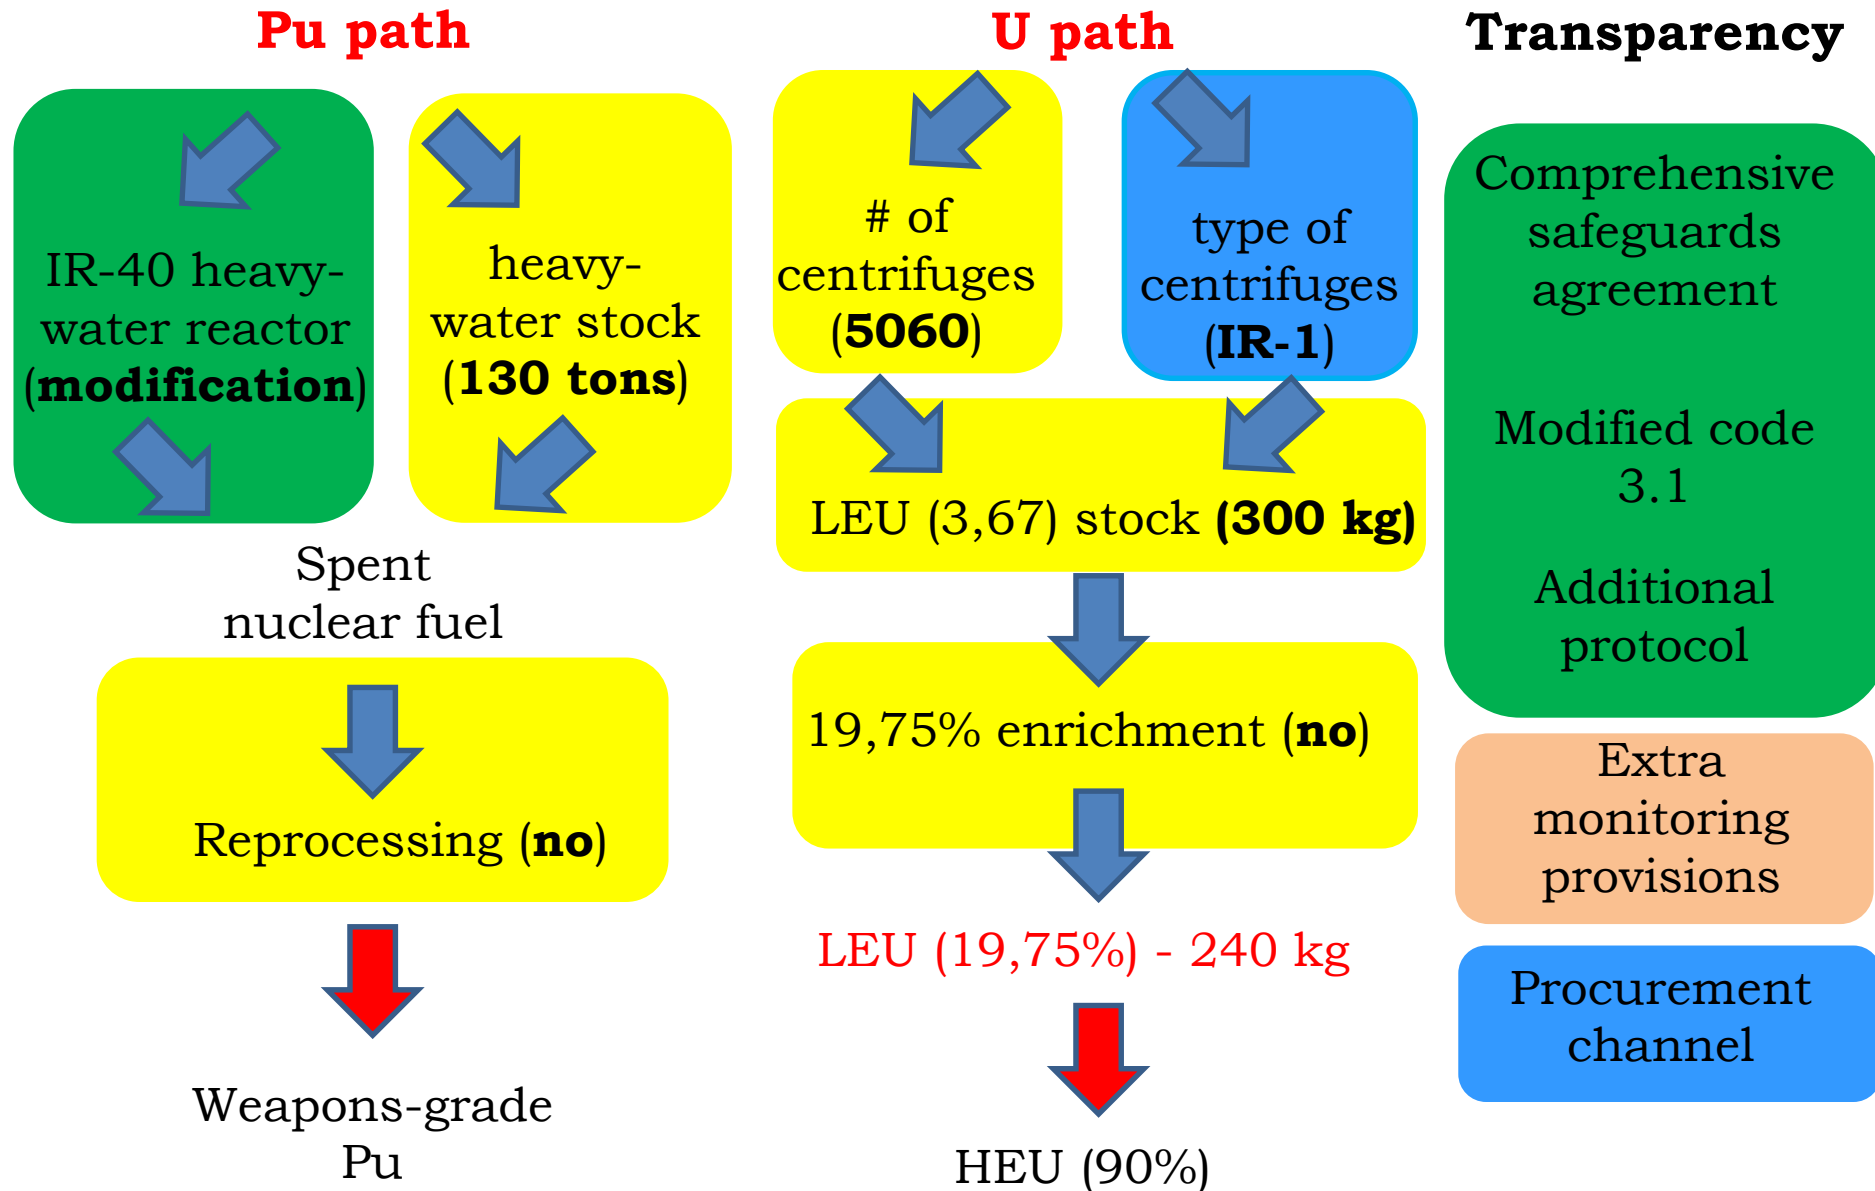 Pu path
IR-40 heavy-
water reactor
(modification)
heavy-
water stock
(130 tons)
Spent
nuclear fuel
Reprocessing (no)
Weapons-grade
Pu
U path
# of
centrifuges
(5060)
type of
centrifuges
(IR-1)
LEU (3,67) stock (300 kg)
19,75% enrichment (no)
LEU (19,75%) - 240 kg
HEU (90%)
Transparency
Comprehensive
safeguards
agreement
Modified code
3.1
Additional
protocol
Extra
monitoring
provisions
Procurement
channel